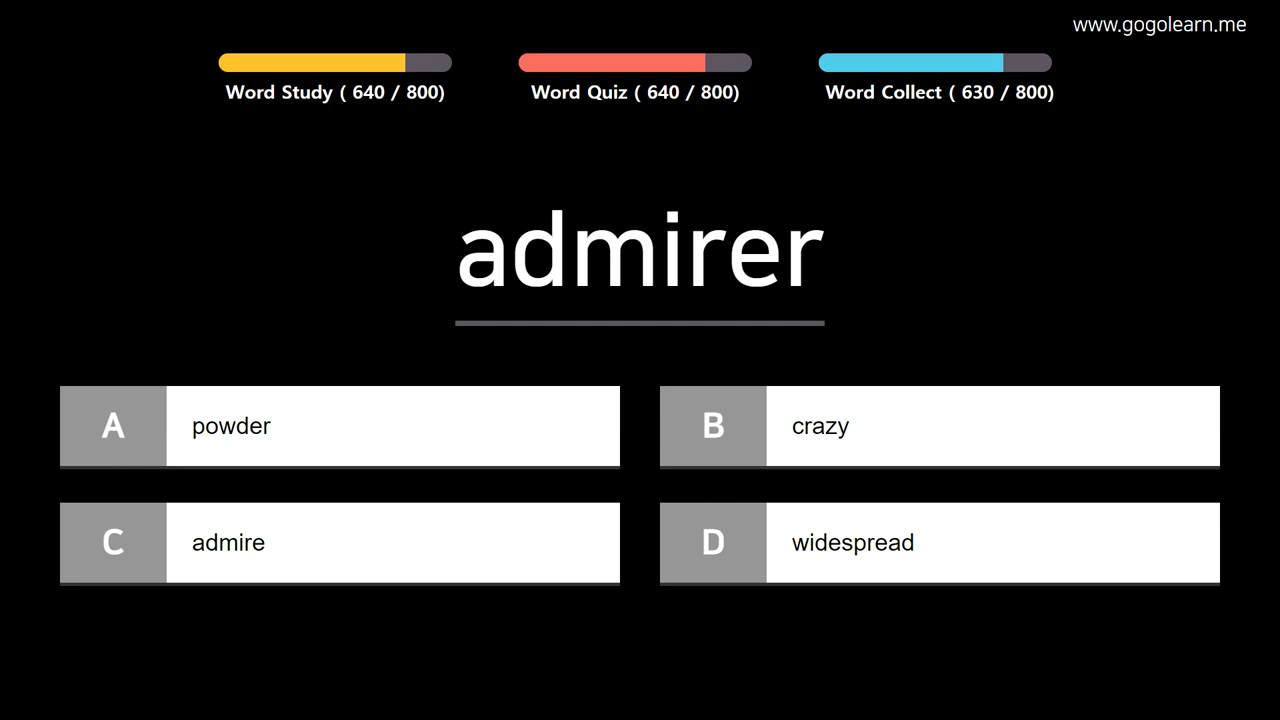 www.gogolearn.me
Word Study ( 640 / 800)
Word Quiz ( 640 / 800)
Word Collect ( 630 / 800)
admirer
A powder
B crazy
C admire
D widespread